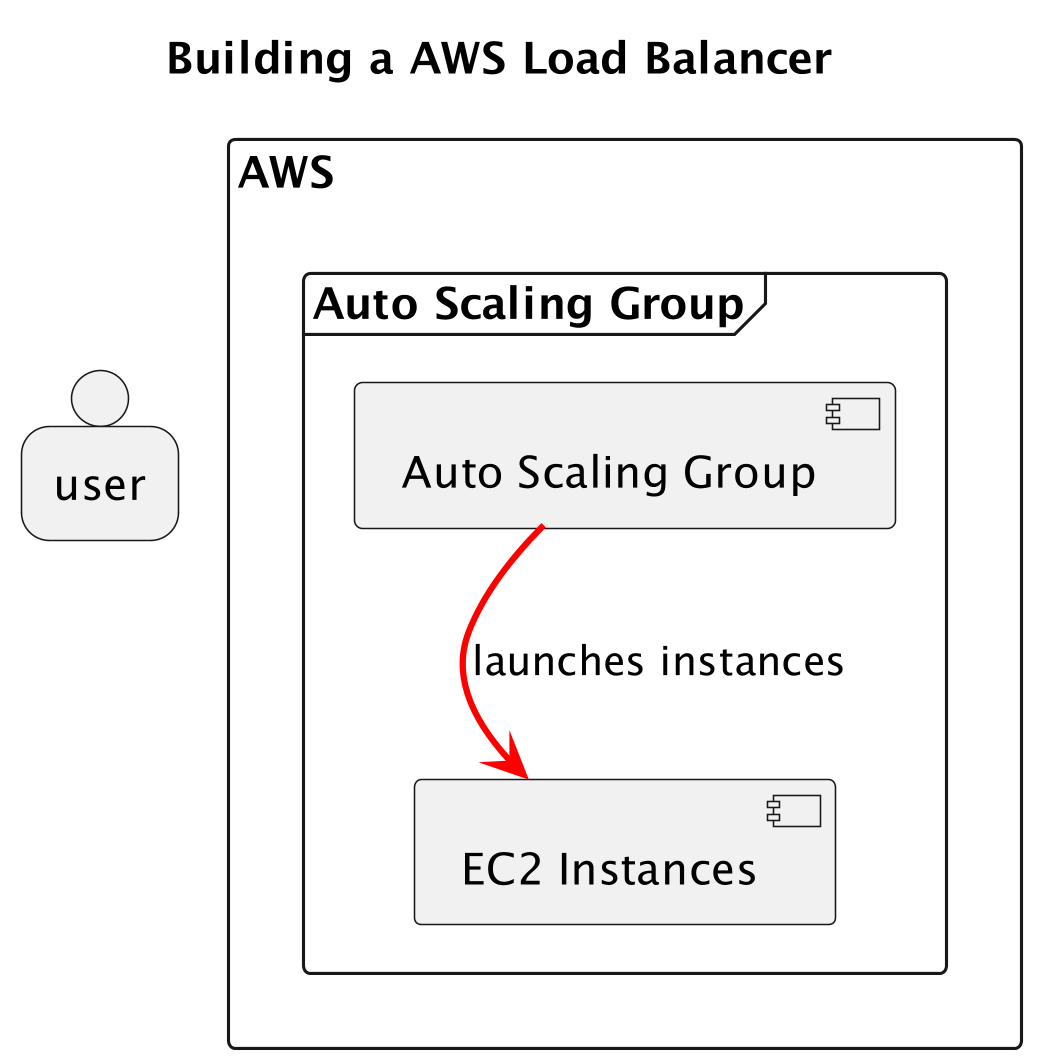 Building a AWS Load Balancer
AWS
Auto Scaling Group
user
Auto Scaling Group
launches instances
EC2 Instances